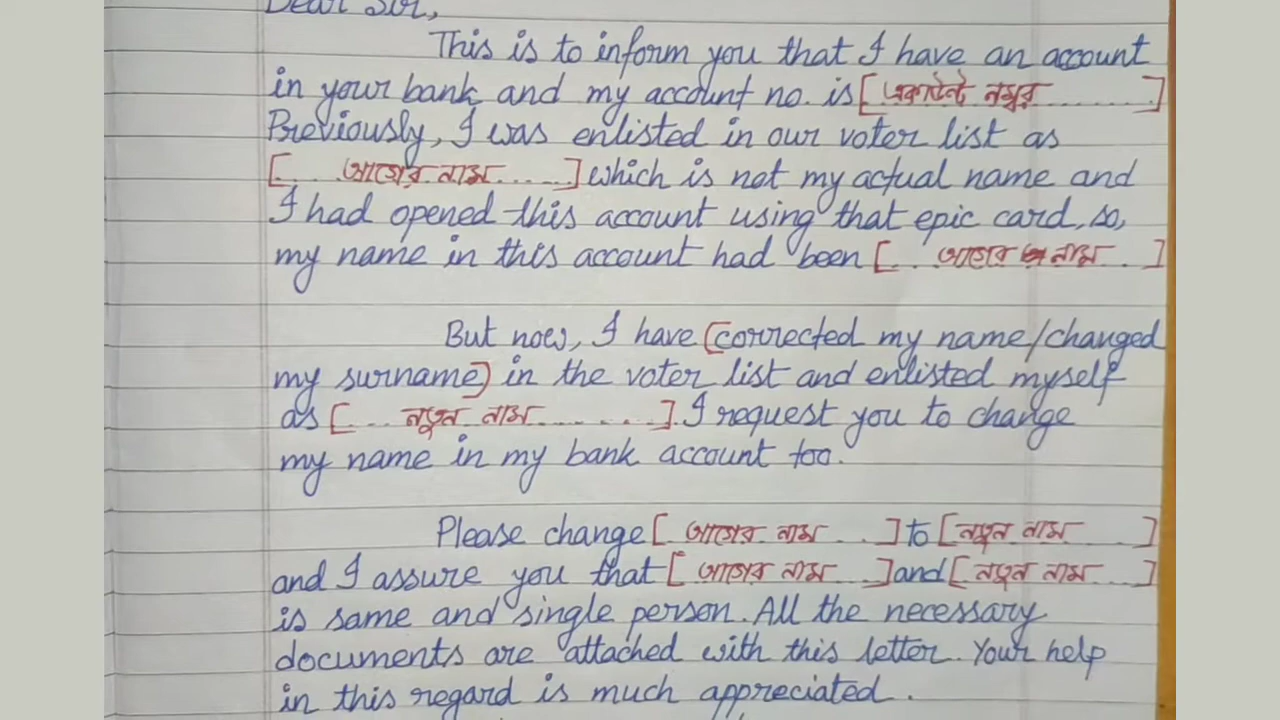 Dear Sir,
This is to inform you that I have an account
in your bank and my account no. is [ একাউন্ট নম্বর ........... ]
Previously, I was enlisted in our voter list as
[.... আগের নাম ........] which is not my actual name and
I had opened this account using that epic card, so,
my name in this account had been [... আগের নাম ... ]
But now, I have [corrected my name/changed
my surname] in the voter list and enlisted myself
as [.... নতুন নাম ............]. I request you to change
my name in my bank account too.
Please change [ আগের নাম ... ] to [ নতুন নাম ...... ]
and I assure you that [ আগের নাম .... ] and [ নতুন নাম .... ]
is same and single person. All the necessary
documents are attached with this letter. Your help
in this regard is much appreciated.